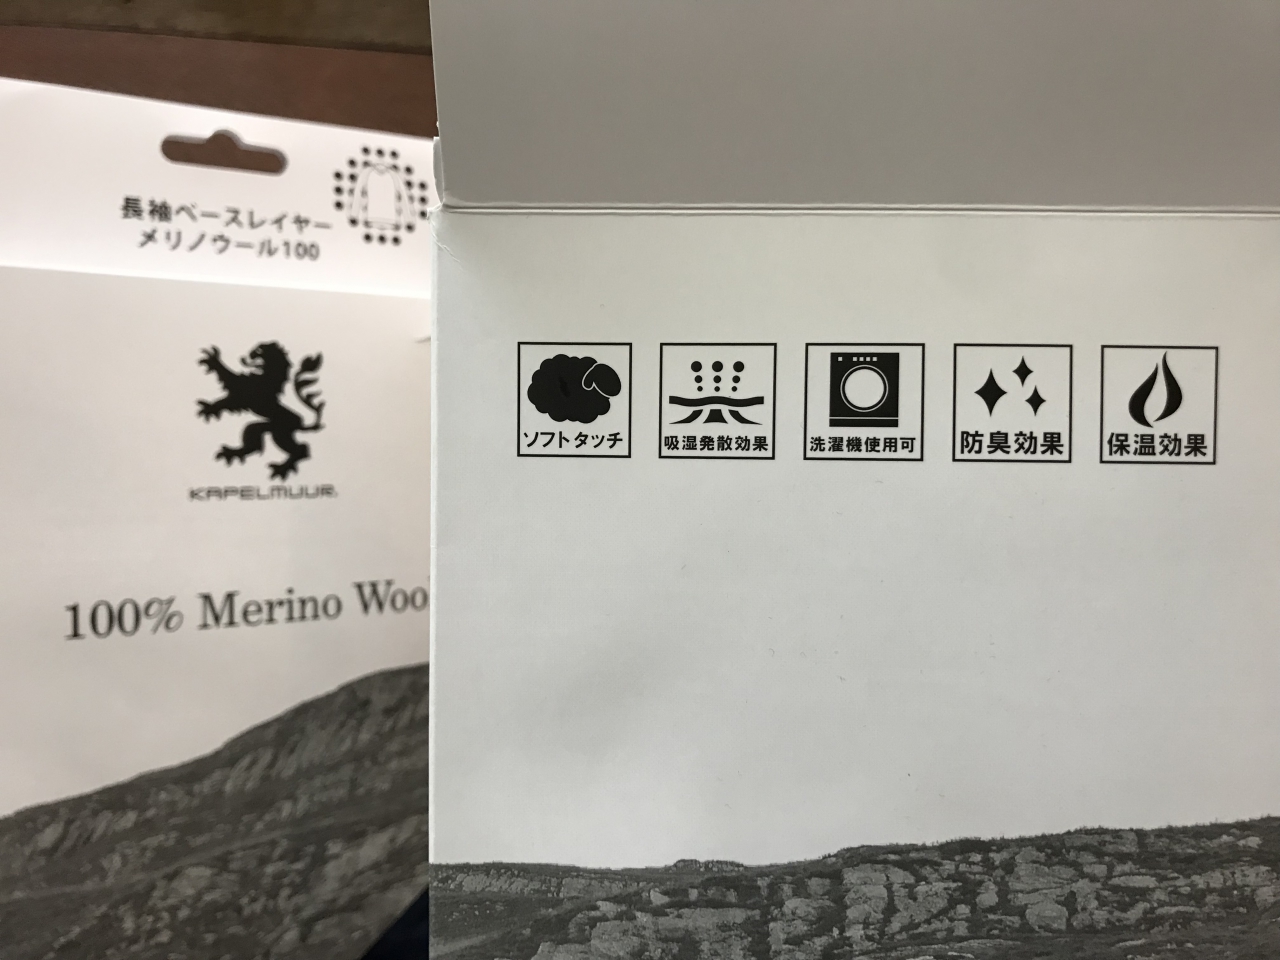 長袖ベースレイヤー
メリノウール100
KAPELMUUR
100% Merino Woo
ソフトタッチ
吸湿発散効果
洗濯機使用可
防臭効果
保温効果